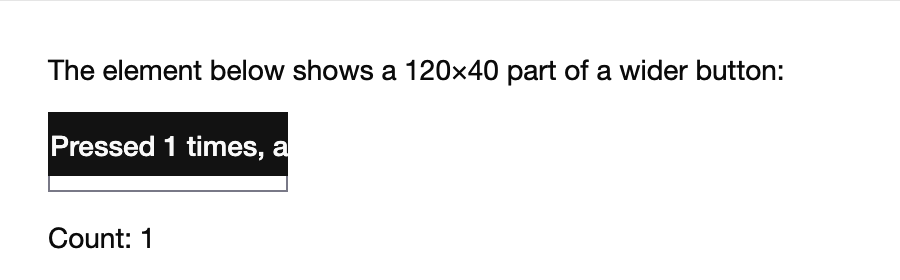 The element below shows a 120×40 part of a wider button:
Pressed 1 times, a
Count: 1